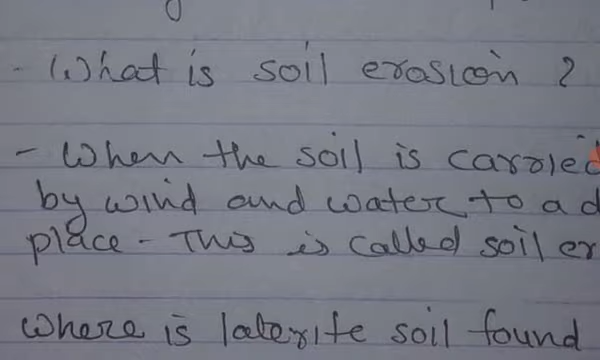 - What is soil erosion ?
- When the soil is carried
by wind and water to a d
place - This is called soil er
where is laterite soil found